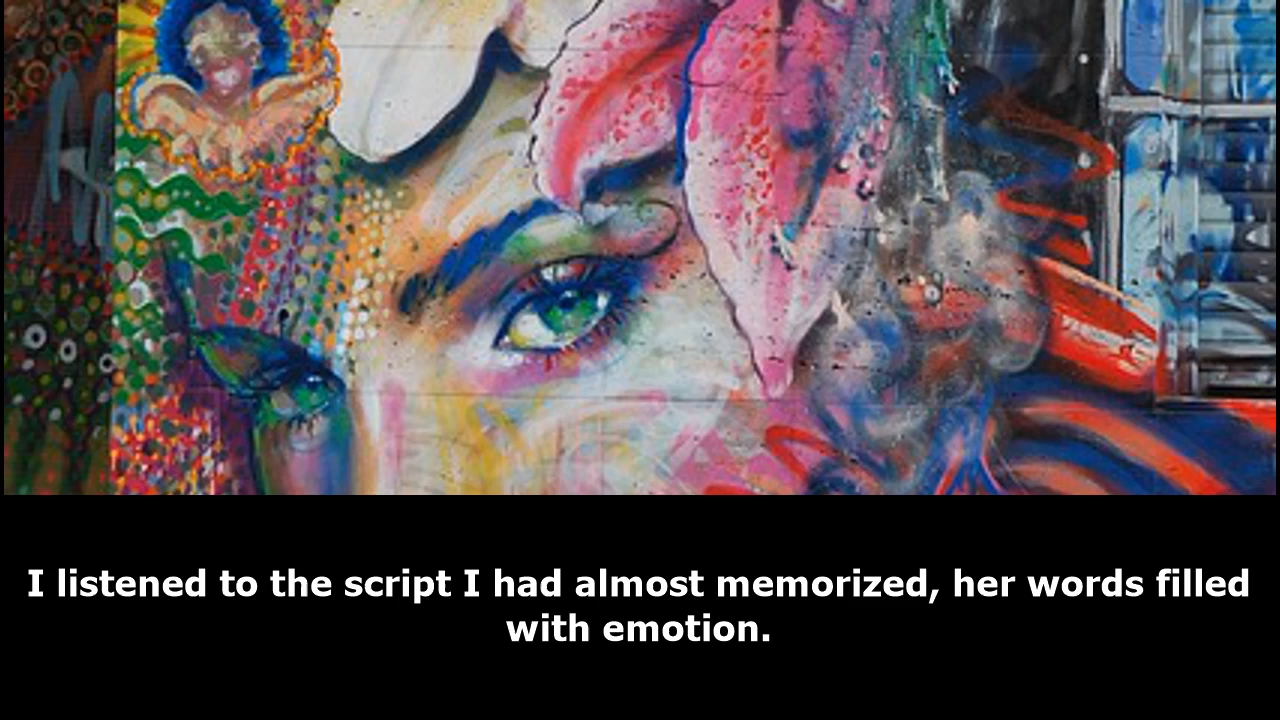 I listened to the script I had almost memorized, her words filled
with emotion.